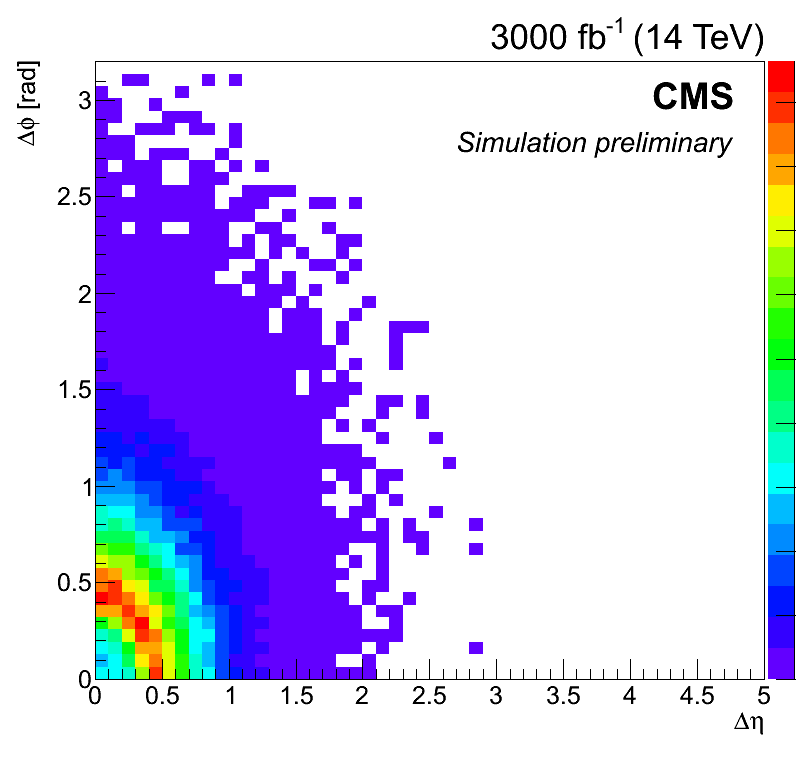 3000 fb⁻¹ (14 TeV)
Δϕ [rad]
CMS
Simulation preliminary
3
2.5
2
1.5
1
0.5
0
0 0.5 1 1.5 2 2.5 3 3.5 4 4.5 5
Δη